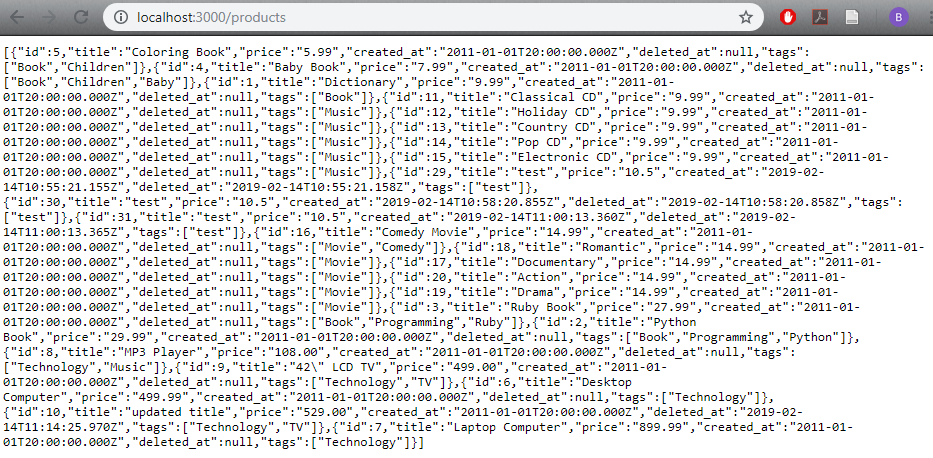 localhost:3000/products
B
[{"id":5,"title":"Coloring Book","price":"5.99","created_at":"2011-01-01T20:00:00.000Z","deleted_at":null,"tags":
["Book","Children"]},{"id":4,"title":"Baby Book","price":"7.99","created_at":"2011-01-01T20:00:00.000Z","deleted_at":null,"tags":
["Book","Children","Baby"]},{"id":1,"title":"Dictionary","price":"9.99","created_at":"2011-01-
01T20:00:00.000Z","deleted_at":null,"tags":["Book"]},{"id":11,"title":"Classical CD","price":"9.99","created_at":"2011-01-
01T20:00:00.000Z","deleted_at":null,"tags":["Music"]},{"id":12,"title":"Holiday CD","price":"9.99","created_at":"2011-01-
01T20:00:00.000Z","deleted_at":null,"tags":["Music"]},{"id":13,"title":"Country CD","price":"9.99","created_at":"2011-01-
01T20:00:00.000Z","deleted_at":null,"tags":["Music"]},{"id":14,"title":"Pop CD","price":"9.99","created_at":"2011-01-
01T20:00:00.000Z","deleted_at":null,"tags":["Music"]},{"id":15,"title":"Electronic CD","price":"9.99","created_at":"2011-01-
01T20:00:00.000Z","deleted_at":null,"tags":["Music"]},{"id":29,"title":"test","price":"10.5","created_at":"2019-02-
14T10:55:21.155Z","deleted_at":"2019-02-14T10:55:21.158Z","tags":["test"]},
{"id":30,"title":"test","price":"10.5","created_at":"2019-02-14T10:58:20.855Z","deleted_at":"2019-02-14T10:58:20.858Z","tags":
["test"]},{"id":31,"title":"test","price":"10.5","created_at":"2019-02-14T11:00:13.360Z","deleted_at":"2019-02-
14T11:00:13.365Z","tags":["test"]},{"id":16,"title":"Comedy Movie","price":"14.99","created_at":"2011-01-
01T20:00:00.000Z","deleted_at":null,"tags":["Movie","Comedy"]},{"id":18,"title":"Romantic","price":"14.99","created_at":"2011-01-
01T20:00:00.000Z","deleted_at":null,"tags":["Movie"]},{"id":17,"title":"Documentary","price":"14.99","created_at":"2011-01-
01T20:00:00.000Z","deleted_at":null,"tags":["Movie"]},{"id":20,"title":"Action","price":"14.99","created_at":"2011-01-
01T20:00:00.000Z","deleted_at":null,"tags":["Movie"]},{"id":19,"title":"Drama","price":"14.99","created_at":"2011-01-
01T20:00:00.000Z","deleted_at":null,"tags":["Movie"]},{"id":3,"title":"Ruby Book","price":"27.99","created_at":"2011-01-
01T20:00:00.000Z","deleted_at":null,"tags":["Book","Programming","Ruby"]},{"id":2,"title":"Python
Book","price":"29.99","created_at":"2011-01-01T20:00:00.000Z","deleted_at":null,"tags":["Book","Programming","Python"]},
{"id":8,"title":"MP3 Player","price":"108.00","created_at":"2011-01-01T20:00:00.000Z","deleted_at":null,"tags":
["Technology","Music"]},{"id":9,"title":"42\" LCD TV","price":"499.00","created_at":"2011-01-
01T20:00:00.000Z","deleted_at":null,"tags":["Technology","TV"]},{"id":6,"title":"Desktop
Computer","price":"499.99","created_at":"2011-01-01T20:00:00.000Z","deleted_at":null,"tags":["Technology"]},
{"id":10,"title":"updated title","price":"529.00","created_at":"2011-01-01T20:00:00.000Z","deleted_at":"2019-02-
14T11:14:25.970Z","tags":["Technology","TV"]},{"id":7,"title":"Laptop Computer","price":"899.99","created_at":"2011-01-
01T20:00:00.000Z","deleted_at":null,"tags":["Technology"]}]